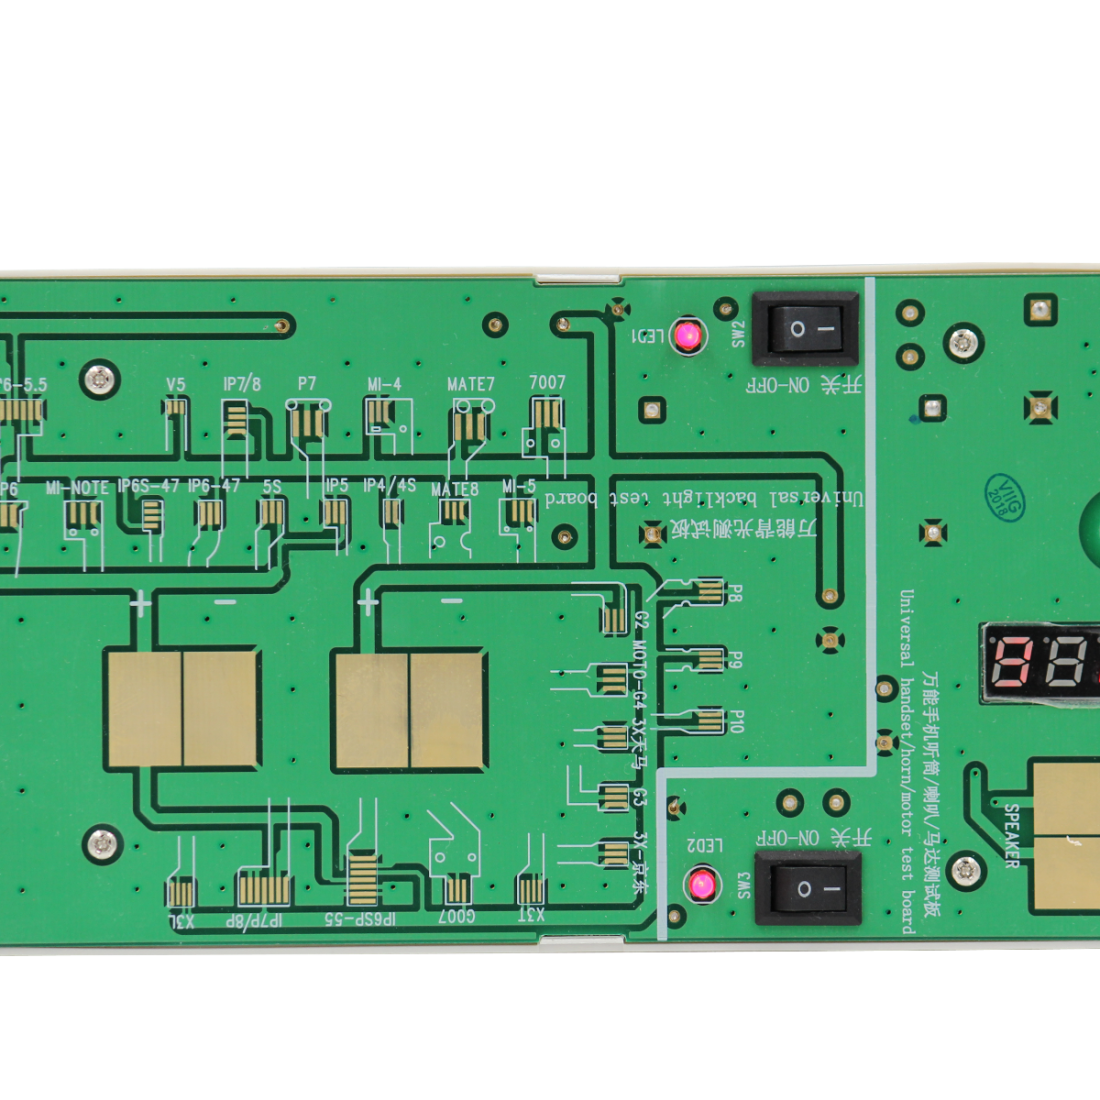 LED1
SW2
ON-OFF 开关
6-5.5
V5
IP7/8
P7
MI-4
MATE7
7007
P6
MI-NOTE
IP6S-47
IP6-47
5S
IP5
IP4/4S
MATE8
MI-5
Universal backlight test board
万能背光测试板
VIIG
2018
+
−
+
−
P8
G2
P9
MOTO-G4
P10
3X天马
G3
3X-京东
Universal handset/horn/motor test board
万能手机听筒/喇叭/马达测试板
SPEAKER
ON-OFF 开关
LED2
SW3
X3L
IP7P/8P
IP6SP-55
G007
X3T